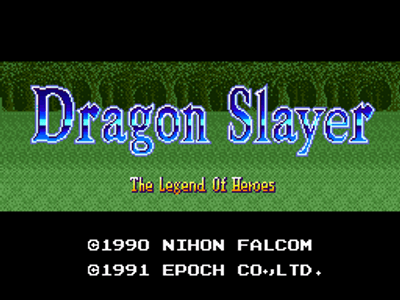 Dragon Slayer
The Legend Of Heroes
©1990 NIHON FALCOM
©1991 EPOCH CO.,LTD.